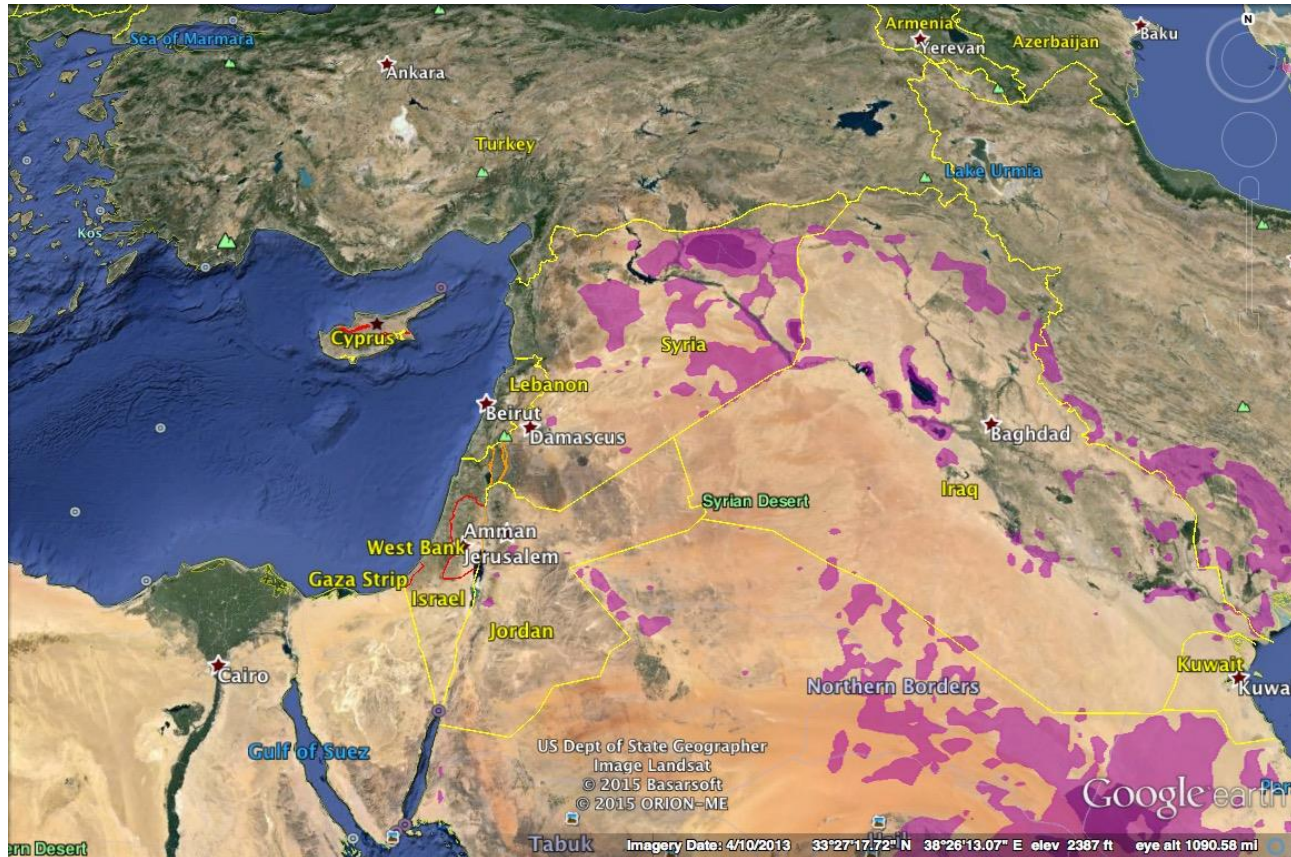 Sea of Marmara
Armenia
Yerevan
Azerbaijan
Baku
N
Ankara
Turkey
Lake Urmia
Kos
Cyprus
Syria
Lebanon
Beirut
Damascus
Baghdad
Iraq
Syrian Desert
Amman
West Bank
Jerusalem
Gaza Strip
Israel
Jordan
Cairo
Kuwait
Kuwa
Northern Borders
Gulf of Suez
US Dept of State Geographer
Image Landsat
© 2015 Basarsoft
© 2015 ORION-ME
Google earth
Tabuk
ern Desert
Imagery Date: 4/10/2013 33°27'17.72" N 38°26'13.07" E elev 2387 ft eye alt 1090.58 mi